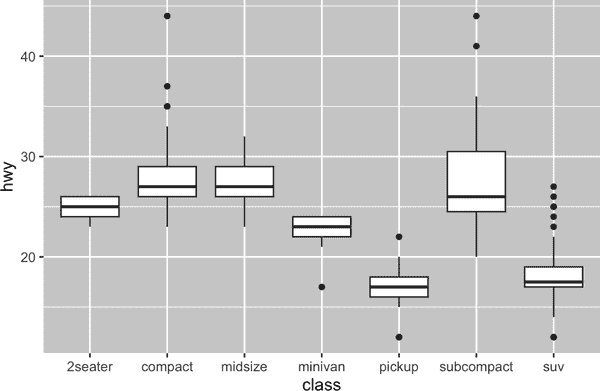 hwy
40
30
20
2seater compact midsize minivan pickup subcompact suv
class